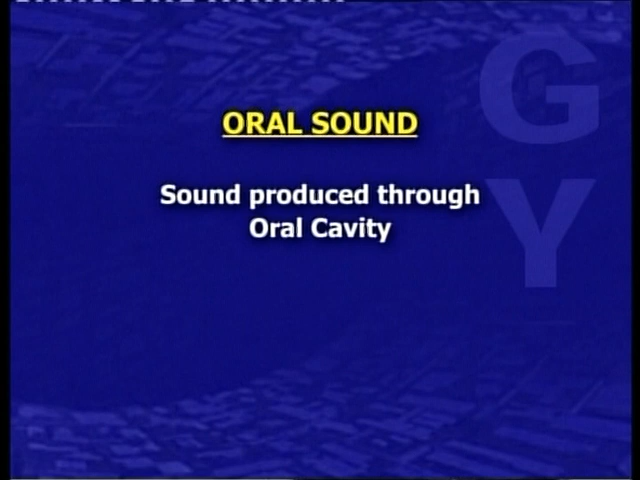 ORAL SOUND
Sound produced through
Oral Cavity
G
Y